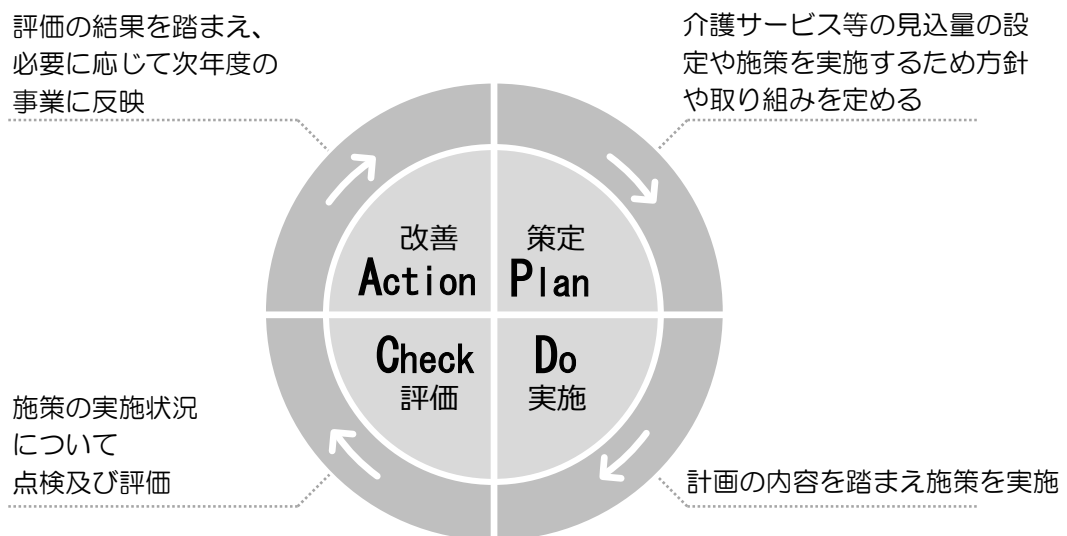 評価の結果を踏まえ、
必要に応じて次年度の
事業に反映
介護サービス等の見込量の設
定や施策を実施するため方針
や取り組みを定める
改善
Action
策定
Plan
Check
評価
Do
実施
施策の実施状況
について
点検及び評価
計画の内容を踏まえ施策を実施